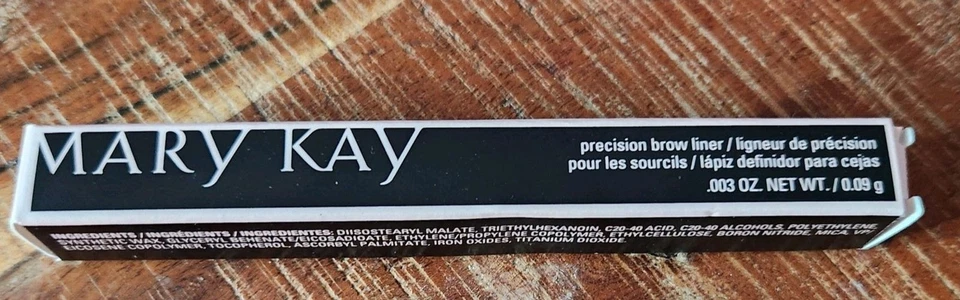 MARY KAY
precision brow liner / ligneur de précision
pour les sourcils / lápiz definidor para cejas
.003 OZ. NET WT. / 0.09 g
INGREDIENTS / INGRÉDIENTS / INGREDIENTES: DIISOSTEARYL MALATE, TRIETHYLHEXANOIN, C20-40 ACID, C20-40 ALCOHOLS, POLYETHYLENE,
SYNTHETIC WAX, GLYCERYL BEHENATE/EICOSADIOATE, ETHYLENE/PROPYLENE COPOLYMER, ETHYLCELLULOSE, BORON NITRIDE, MICA, VP/
EICOSENE COPOLYMER, TOCOPHEROL, ASCORBYL PALMITATE, IRON OXIDES, TITANIUM DIOXIDE.